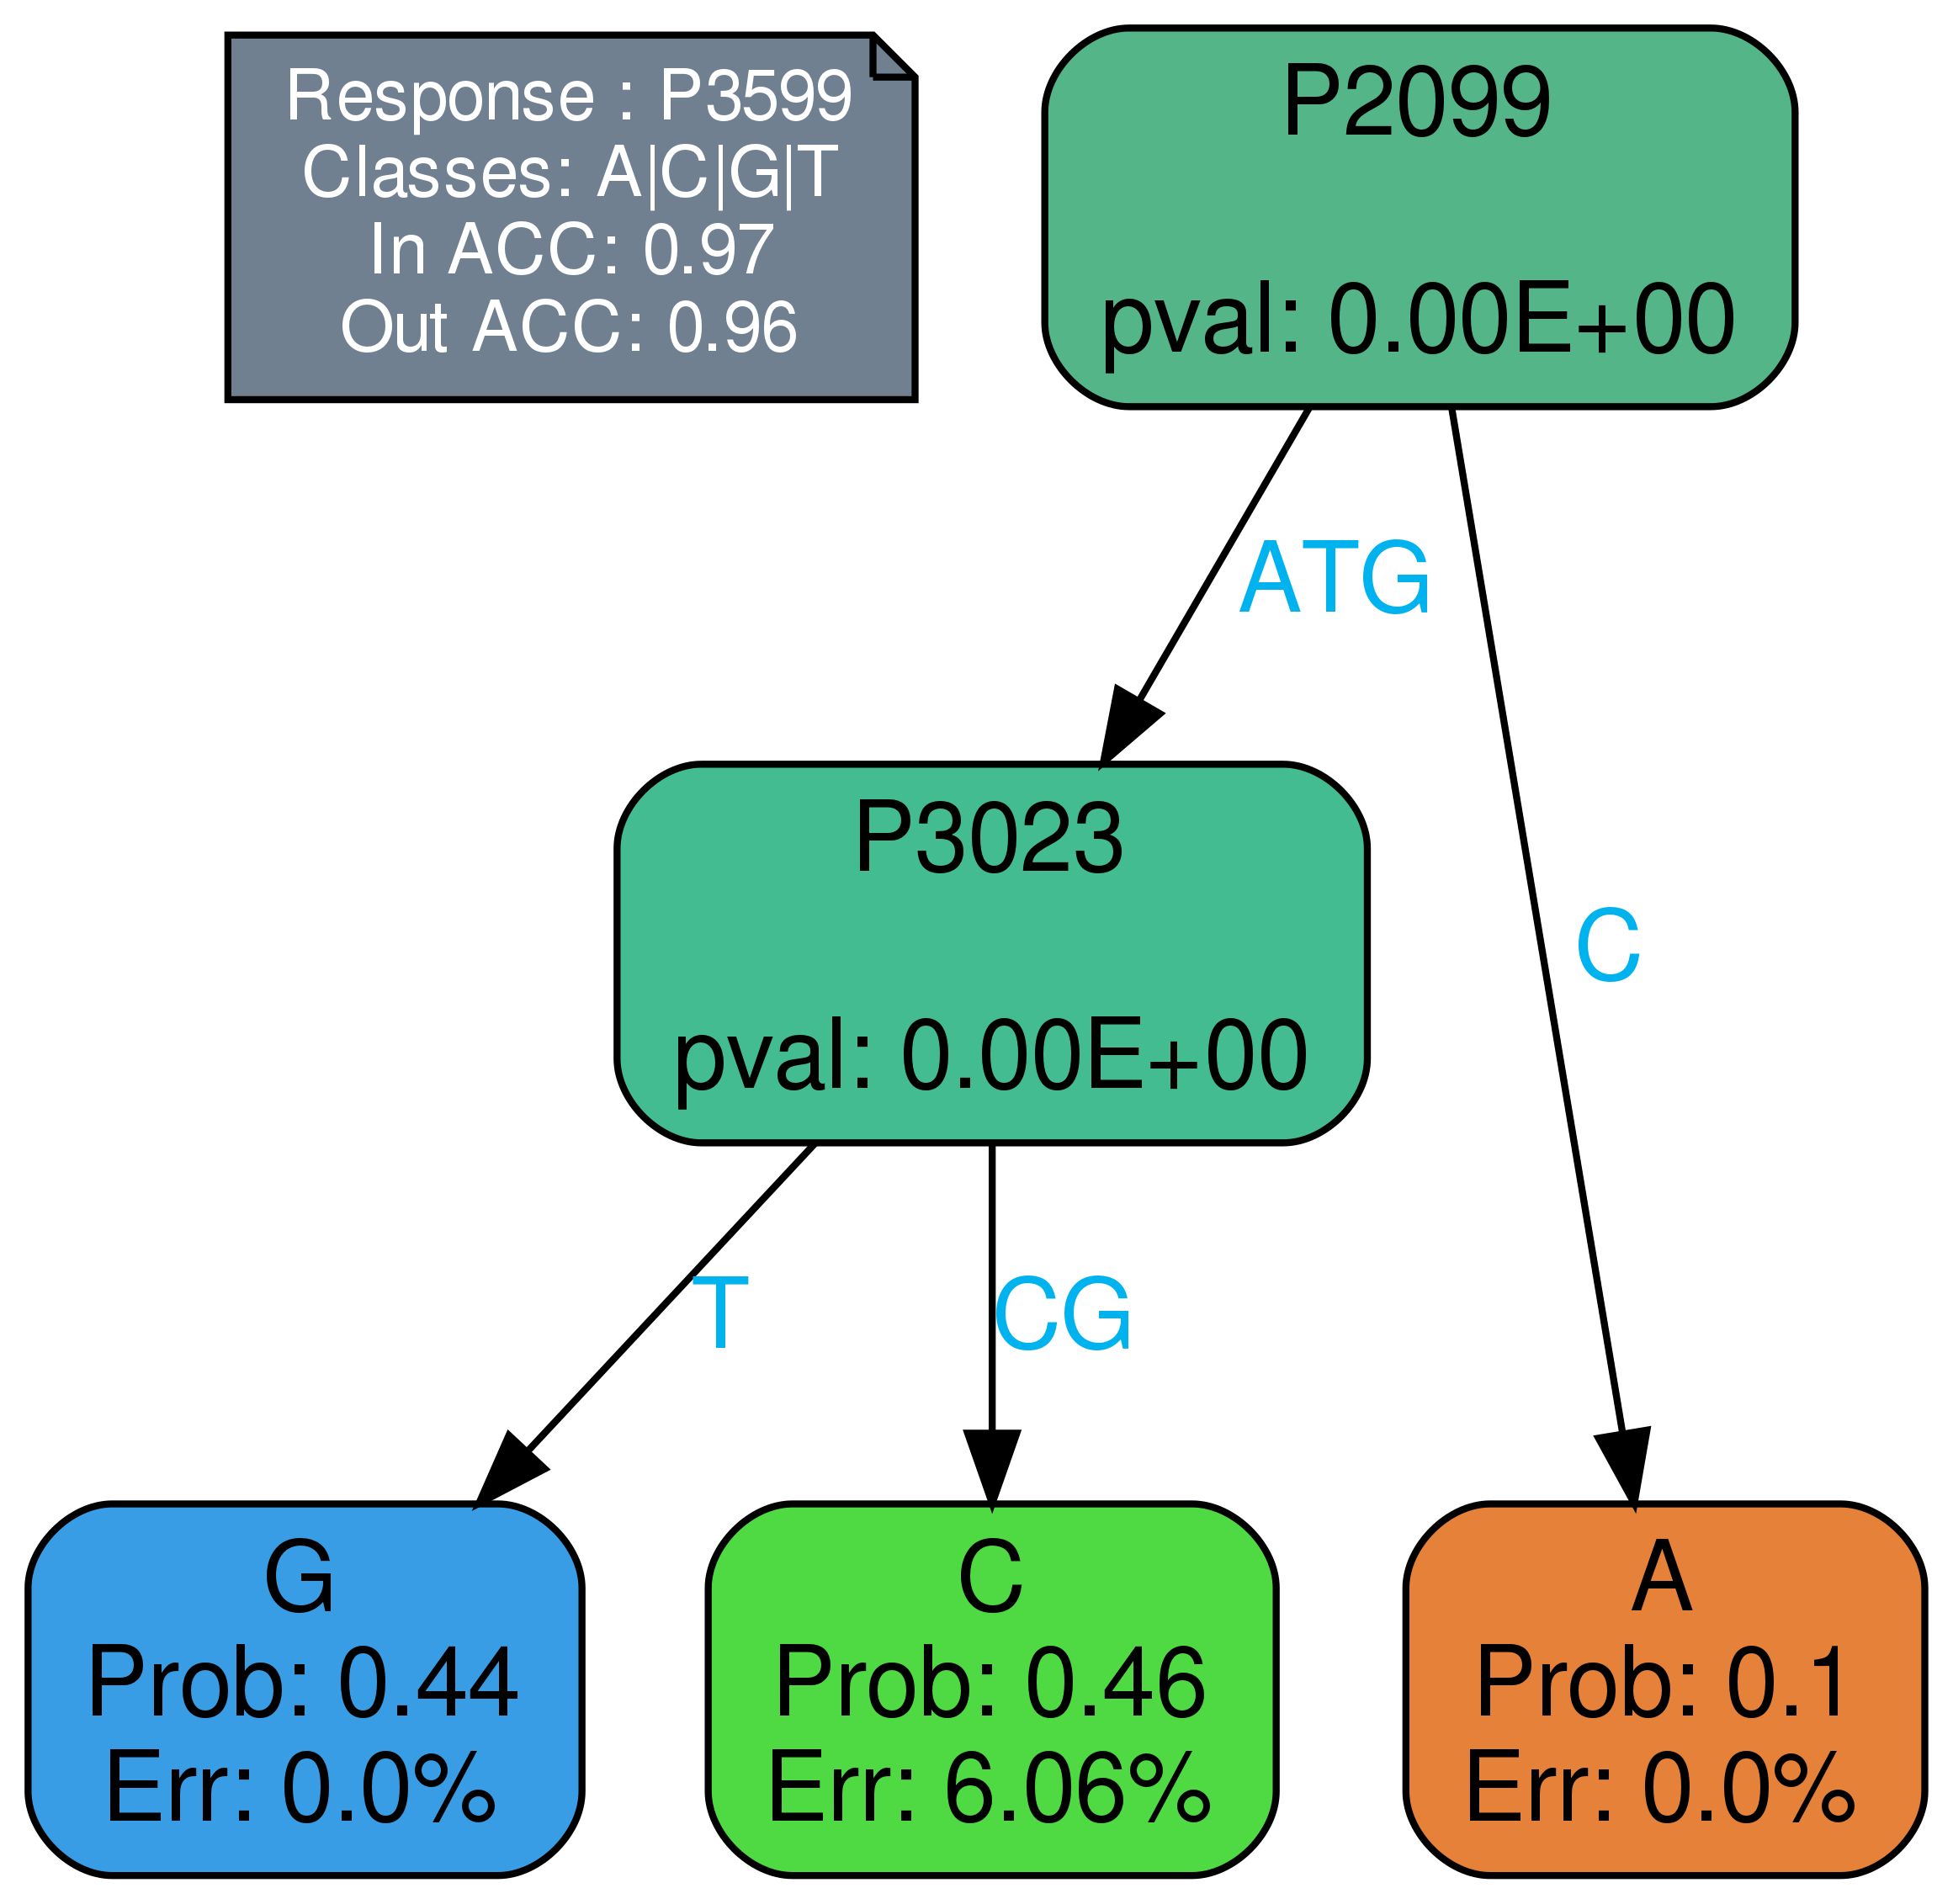 Response : P3599
Classes: A|C|G|T
In ACC: 0.97
Out ACC: 0.96
P2099
pval: 0.00E+00
ATG
C
P3023
pval: 0.00E+00
T
CG
G
Prob: 0.44
Err: 0.0%
C
Prob: 0.46
Err: 6.06%
A
Prob: 0.1
Err: 0.0%